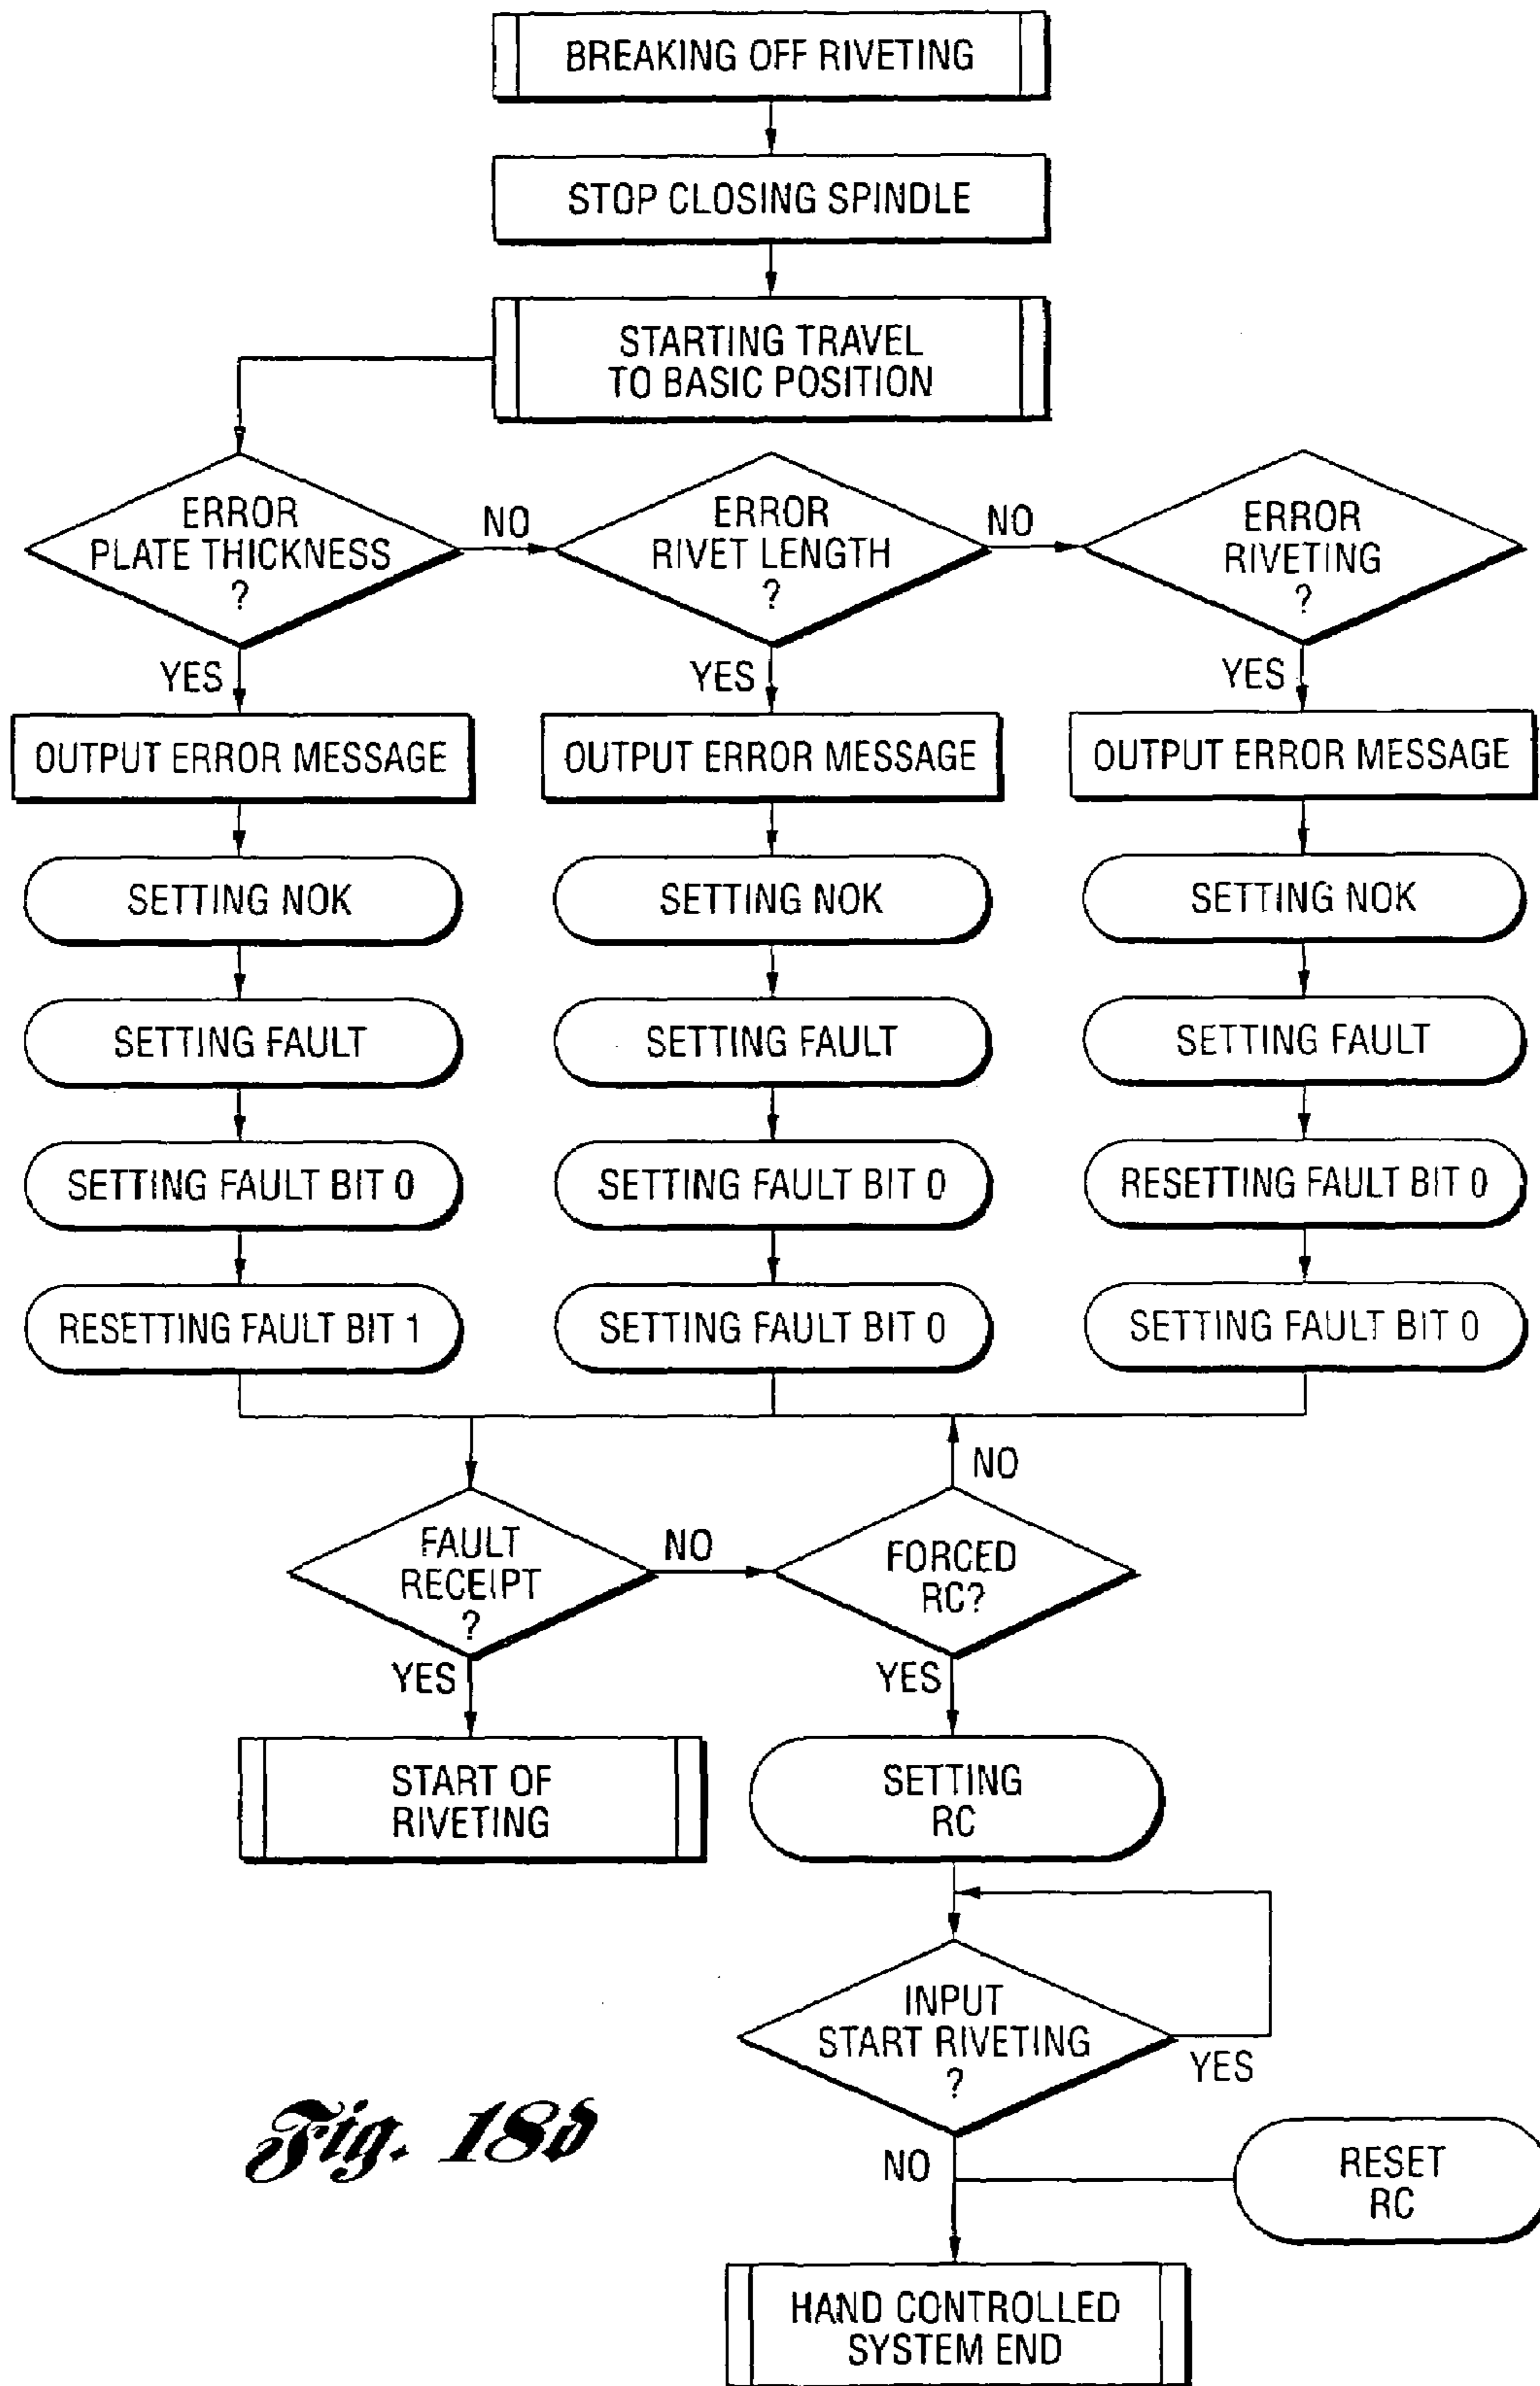 BREAKING OFF RIVETING
STOP CLOSING SPINDLE
STARTING TRAVEL
TO BASIC POSITION
ERROR
PLATE THICKNESS
?
NO
ERROR
RIVET LENGTH
?
NO
ERROR
RIVETING
?
YES
YES
YES
OUTPUT ERROR MESSAGE
OUTPUT ERROR MESSAGE
OUTPUT ERROR MESSAGE
SETTING NOK
SETTING NOK
SETTING NOK
SETTING FAULT
SETTING FAULT
SETTING FAULT
SETTING FAULT BIT 0
SETTING FAULT BIT 0
RESETTING FAULT BIT 0
RESETTING FAULT BIT 1
SETTING FAULT BIT 0
SETTING FAULT BIT 0
NO
FAULT
RECEIPT
?
NO
FORCED
RC?
YES
YES
START OF
RIVETING
SETTING
RC
INPUT
START RIVETING
?
YES
Fig. 18d
NO
RESET
RC
HAND CONTROLLED
SYSTEM END